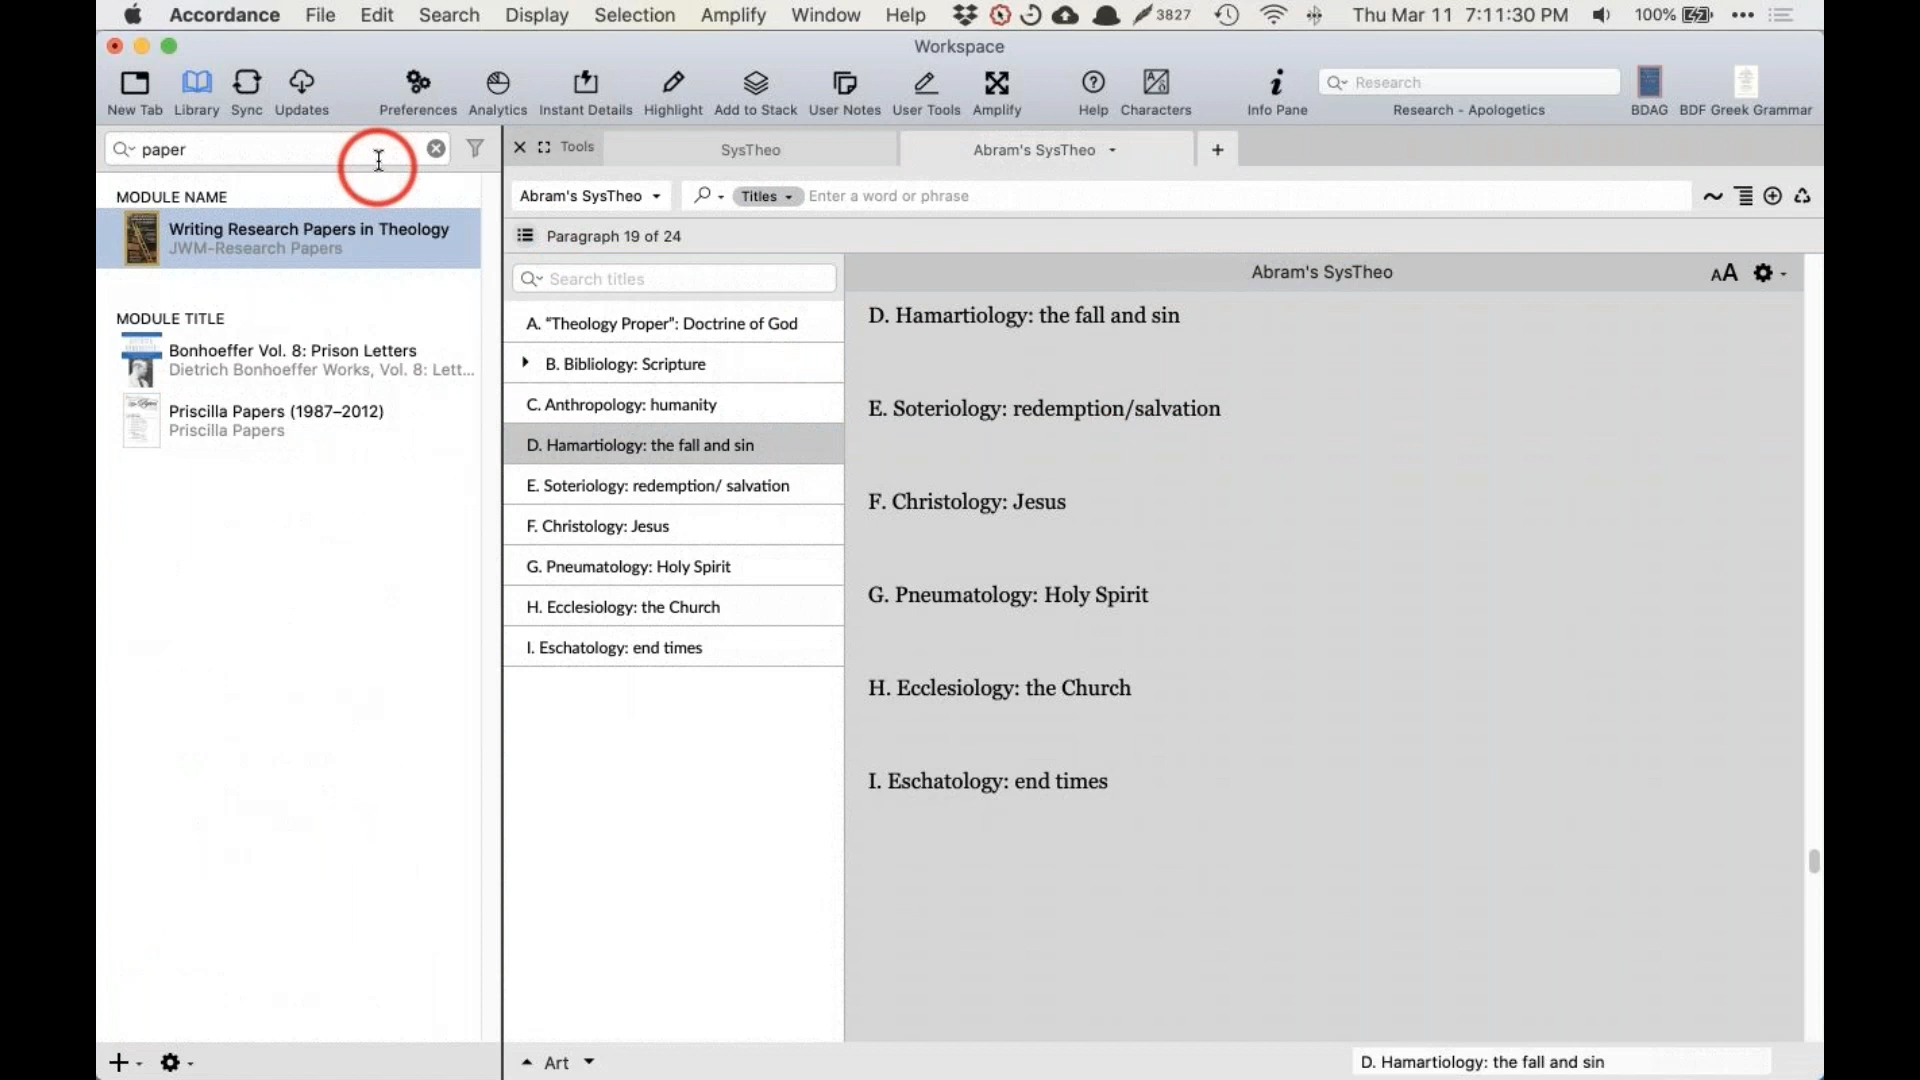 Accordance File Edit Search Display Selection Amplify Window Help 3827 Thu Mar 11 7:11:30 PM 100%
Workspace
New Tab Library Sync Updates Preferences Analytics Instant Details Highlight Add to Stack User Notes User Tools Amplify Help Characters Info Pane Research - Apologetics BDAG BDF Greek Grammar
Research
paper
MODULE NAME
Writing Research Papers in Theology
JWM-Research Papers
MODULE TITLE
Bonhoeffer Vol. 8: Prison Letters
Dietrich Bonhoeffer Works, Vol. 8: Lett...
Priscilla Papers (1987–2012)
Priscilla Papers
Tools SysTheo Abram's SysTheo
Abram's SysTheo Titles Enter a word or phrase
Paragraph 19 of 24
Search titles
A. "Theology Proper": Doctrine of God
B. Bibliology: Scripture
C. Anthropology: humanity
D. Hamartiology: the fall and sin
E. Soteriology: redemption/ salvation
F. Christology: Jesus
G. Pneumatology: Holy Spirit
H. Ecclesiology: the Church
I. Eschatology: end times
Abram's SysTheo AA
D. Hamartiology: the fall and sin
E. Soteriology: redemption/salvation
F. Christology: Jesus
G. Pneumatology: Holy Spirit
H. Ecclesiology: the Church
I. Eschatology: end times
Art
D. Hamartiology: the fall and sin